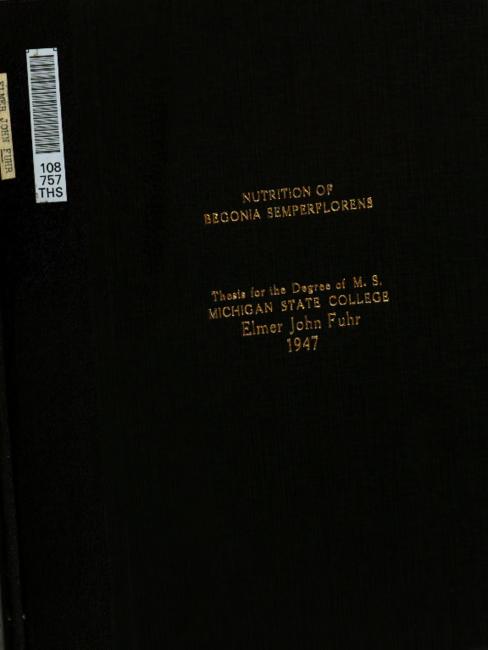 ELMER JOHN FUHR
108
757
THS
NUTRITION OF
BEGONIA SEMPERFLORENS
Thesis for the Degree of M. S.
MICHIGAN STATE COLLEGE
Elmer John Fuhr
1947